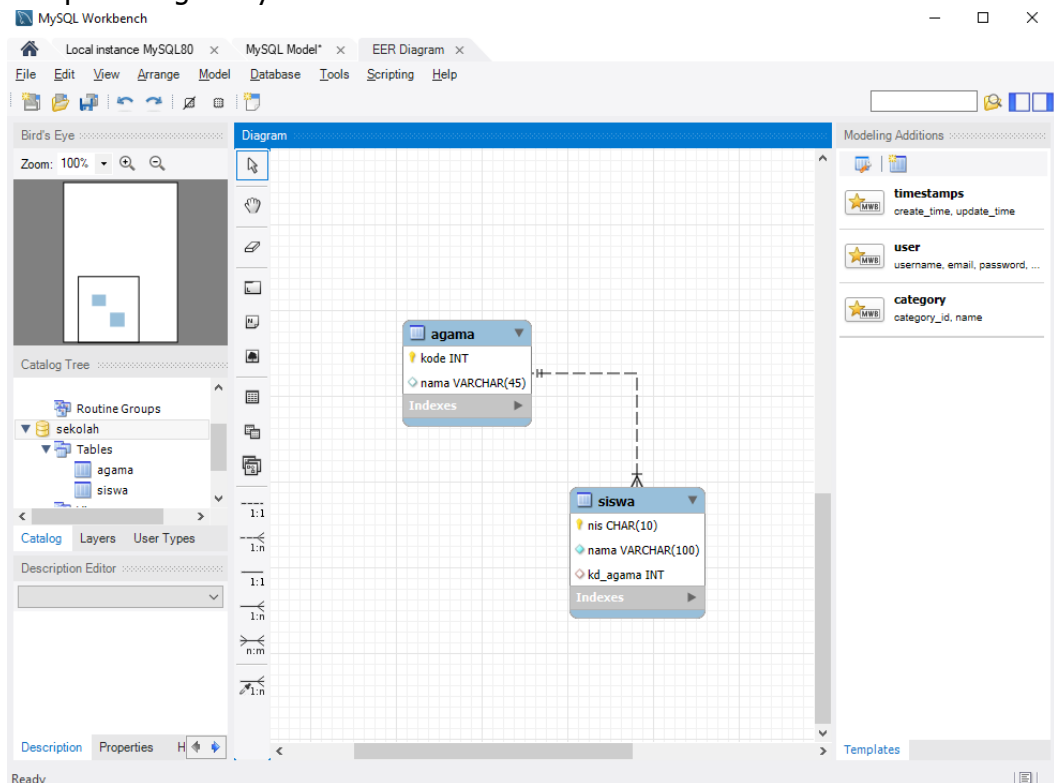 MySQL Workbench
Local instance MySQL80 × MySQL Model* × EER Diagram ×
File Edit View Arrange Model Database Tools Scripting Help
Bird's Eye
Zoom: 100%
Catalog Tree
Routine Groups
sekolah
Tables
agama
siswa
Catalog Layers User Types
Description Editor
Description Properties H
Ready
Diagram
1:1
1:n
1:1
1:n
n:m
1:n
agama
kode INT
nama VARCHAR(45)
Indexes
siswa
nis CHAR(10)
nama VARCHAR(100)
kd_agama INT
Indexes
Modeling Additions
timestamps
create_time, update_time
user
username, email, password, ...
category
category_id, name
Templates